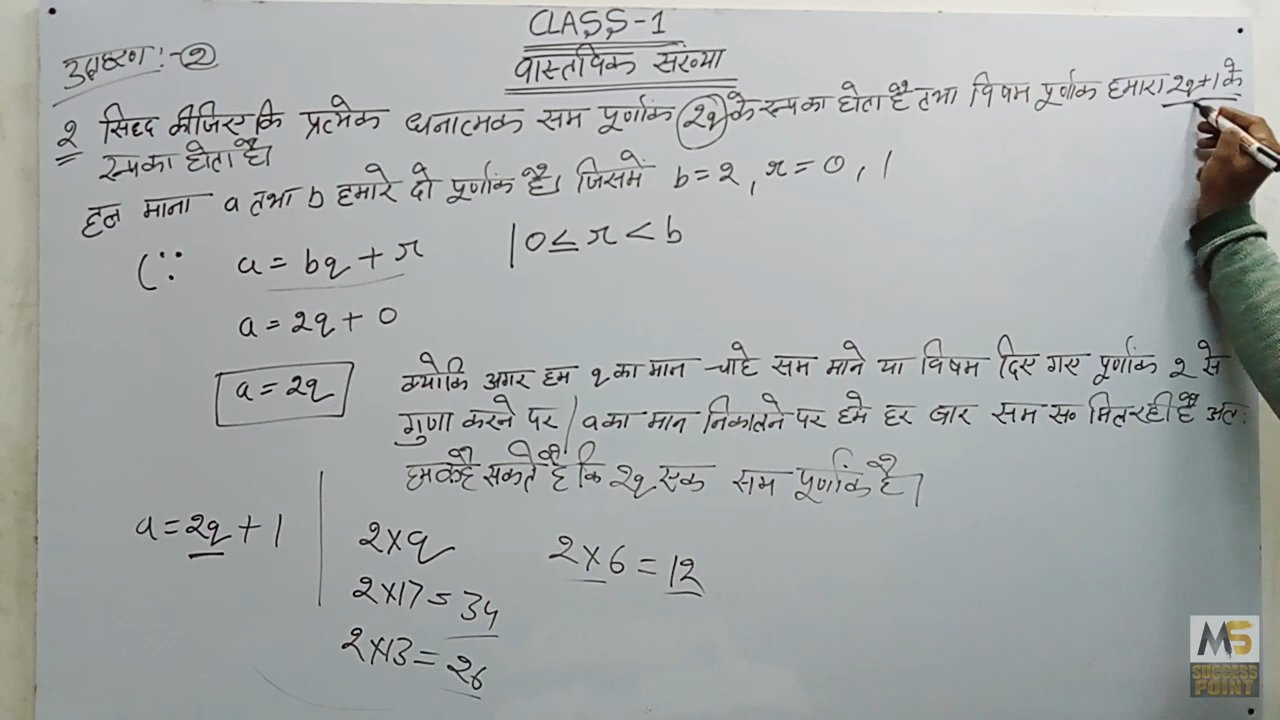 CLASS-1
वास्तविक संख्या
उदाहरण:-२
२ सिध्द कीजिए कि प्रत्येक धनात्मक सम पूर्णांक 2q के रूप का होता है तथा विषम पूर्णांक हमारा 2q+1 के
रूप का होता है।
हल माना a तथा b हमारे दो पूर्णांक है। जिसमें b=2, r=0, 1
(∵ a = bq + r | 0 ≤ r < b
a = 2q + 0
a = 2q
क्योकि अगर हम q का मान चाहे सम माने या विषम दिए गए पूर्णांक 2 से
गुणा करने पर / a का मान निकालने पर हमे हर बार सम सं० मिल रही है अतः
हम कहे सकते है कि 2q एक सम पूर्णांक है।
a = 2q + 1
2×q
2×17 = 34
2×13 = 26
2×6 = 12
MS
SUCCESS
POINT